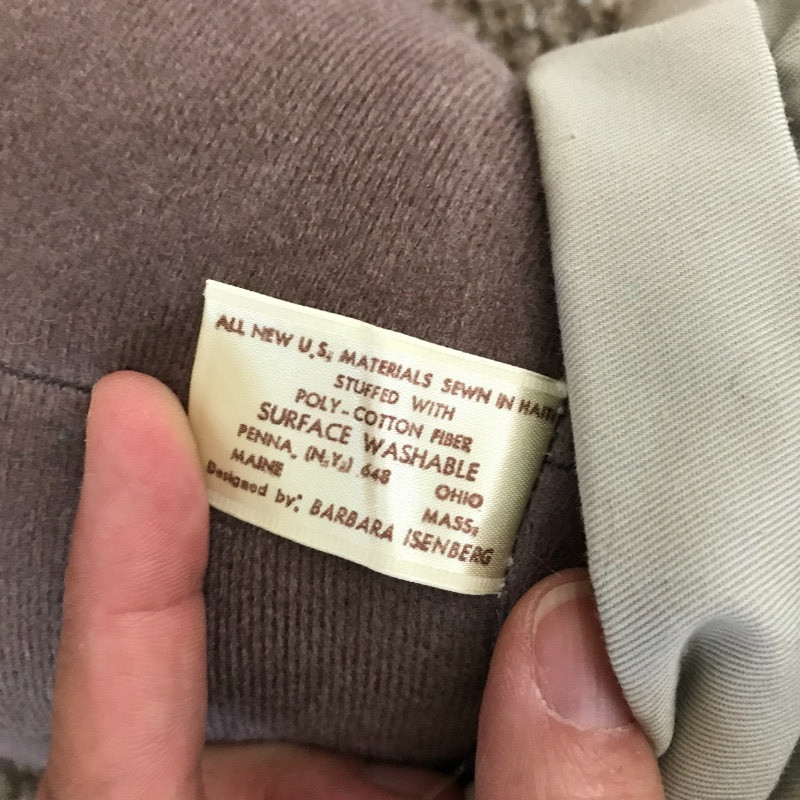 ALL NEW U.S. MATERIALS SEWN IN HAITI
STUFFED WITH
POLY-COTTON FIBER
SURFACE WASHABLE
PENNA. (N.Y.) 648 OHIO
MAINE MASS.
Designed by: BARBARA ISENBERG